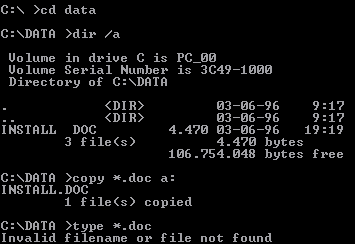 C:\ >cd data
C:\DATA >dir /a
Volume in drive C is PC_00
Volume Serial Number is 3C49-1000
Directory of C:\DATA
. <DIR> 03-06-96 9:17
.. <DIR> 03-06-96 9:17
INSTALL DOC 4.470 03-06-96 19:19
3 file(s) 4.470 bytes
106.754.048 bytes free
C:\DATA >copy *.doc a:
INSTALL.DOC
1 file(s) copied
C:\DATA >type *.doc
Invalid filename or file not found